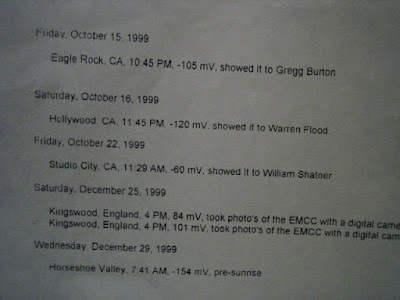 Friday, October 15, 1999
Eagle Rock, CA, 10:45 PM, -105 mV, showed it to Gregg Burton
Saturday, October 16, 1999
Hollywood, CA, 11:45 PM, -120 mV, showed it to Warren Flood
Friday, October 22, 1999
Studio City, CA, 11:29 AM, -60 mV, showed it to William Shatner
Saturday, December 25, 1999
Kingswood, England, 4 PM, 84 mV, took photo's of the EMCC with a digital came
Kingswood, England, 4 PM, 101 mV, took photo's of the EMCC with a digital cam
Wednesday, December 29, 1999
Horseshoe Valley, 7:41 AM, -154 mV, pre-sunrise